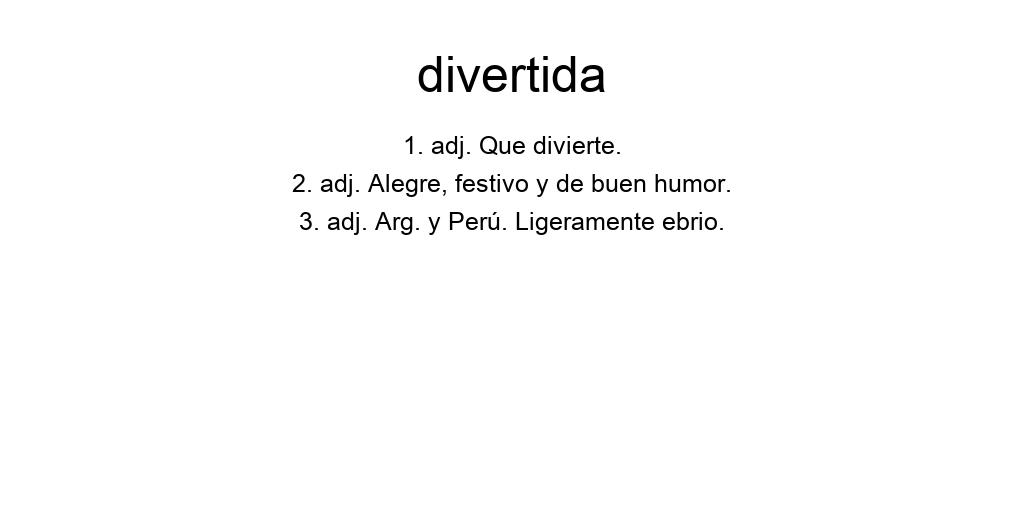 divertida
1. adj. Que divierte.
2. adj. Alegre, festivo y de buen humor.
3. adj. Arg. y Perú. Ligeramente ebrio.